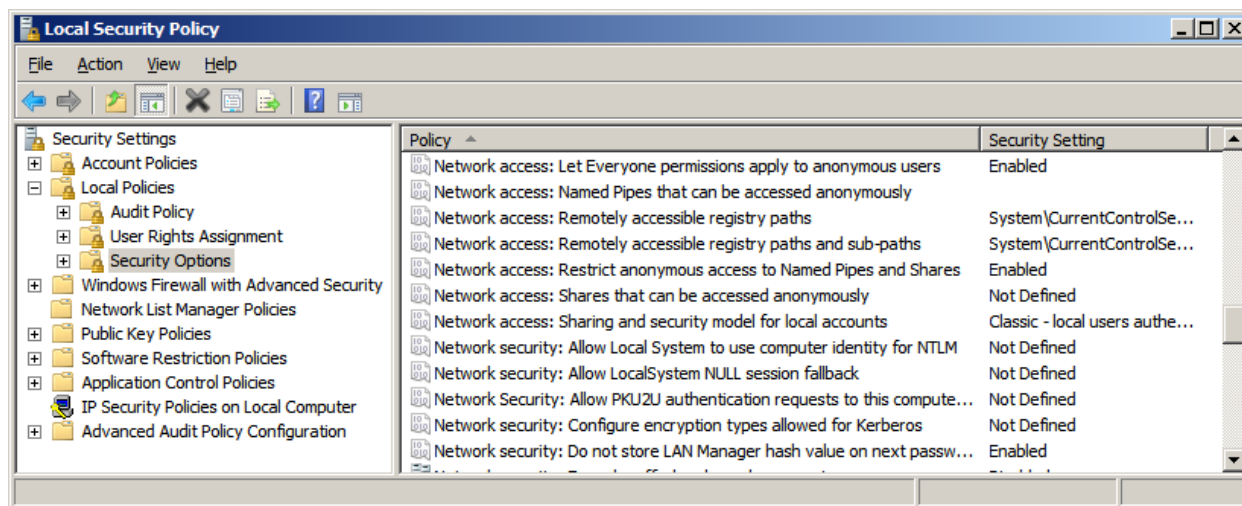 Local Security Policy
File Action View Help
Security Settings
Account Policies
Local Policies
Audit Policy
User Rights Assignment
Security Options
Windows Firewall with Advanced Security
Network List Manager Policies
Public Key Policies
Software Restriction Policies
Application Control Policies
IP Security Policies on Local Computer
Advanced Audit Policy Configuration
Policy Security Setting
Network access: Let Everyone permissions apply to anonymous users Enabled
Network access: Named Pipes that can be accessed anonymously
Network access: Remotely accessible registry paths System\CurrentControlSe...
Network access: Remotely accessible registry paths and sub-paths System\CurrentControlSe...
Network access: Restrict anonymous access to Named Pipes and Shares Enabled
Network access: Shares that can be accessed anonymously Not Defined
Network access: Sharing and security model for local accounts Classic - local users authe...
Network security: Allow Local System to use computer identity for NTLM Not Defined
Network security: Allow LocalSystem NULL session fallback Not Defined
Network Security: Allow PKU2U authentication requests to this compute... Not Defined
Network security: Configure encryption types allowed for Kerberos Not Defined
Network security: Do not store LAN Manager hash value on next passw... Enabled